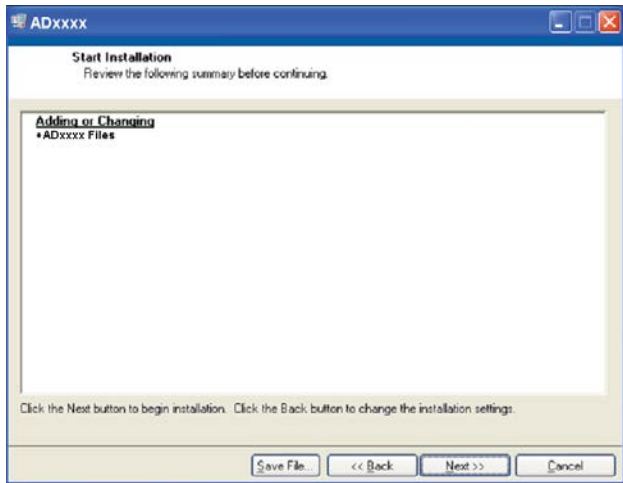 ADxxxx
Start Installation
Review the following summary before continuing.
Adding or Changing
•ADxxxx Files
Click the Next button to begin installation. Click the Back button to change the installation settings.
Save File... << Back Next >> Cancel